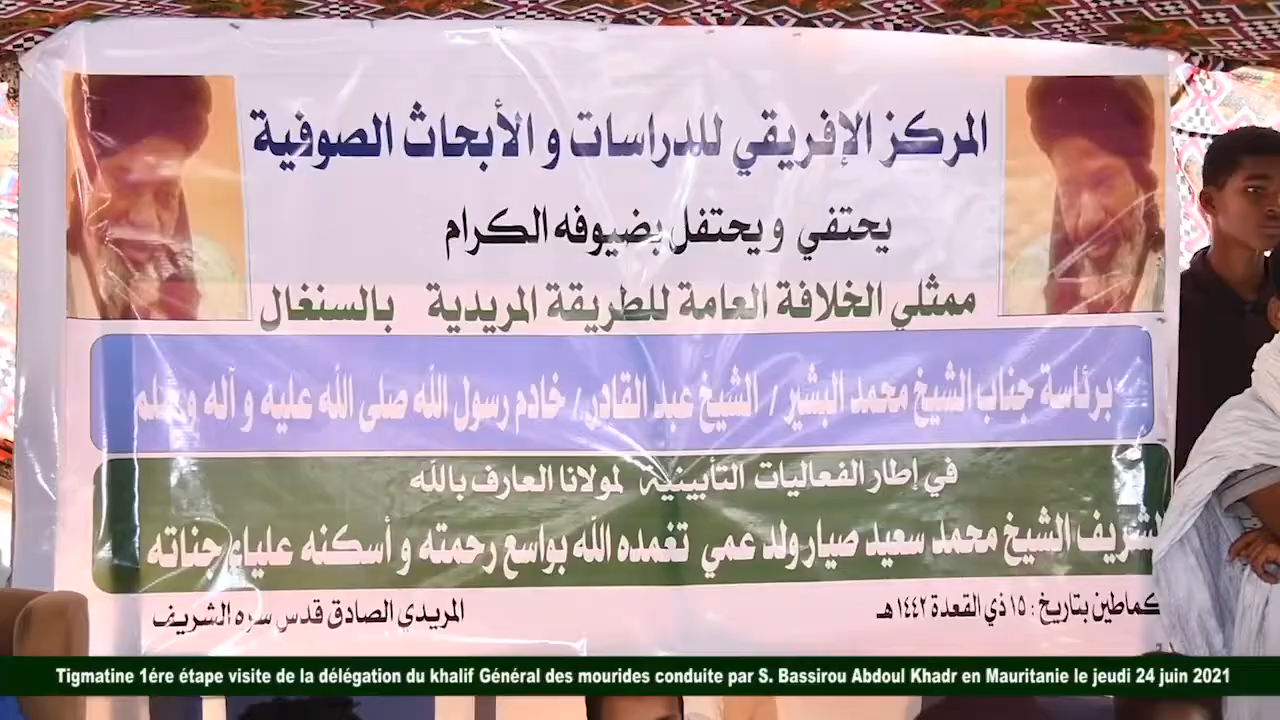 المركز الإفريقي للدراسات و الأبحاث الصوفية
يحتفي ويحتفل بضيوفه الكرام
ممثلي الخلافة العامة للطريقة المريدية بالسنغال
برئاسة جناب الشيخ محمد البشير / الشيخ عبد القادر / خادم رسول الله صلى الله عليه و آله وسلم
في إطار الفعاليات التأبينية لمولانا العارف بالله
الشريف الشيخ محمد سعيد صيار ولد عمي تغمده الله بواسع رحمته و أسكنه علياء جناته
كماطين بتاريخ : ١٥ ذي القعدة ١٤٤٢هـ المريدي الصادق قدس سره الشريف
Tigmatine 1ére étape visite de la délégation du khalif Général des mourides conduite par S. Bassirou Abdoul Khadr en Mauritanie le jeudi 24 juin 2021